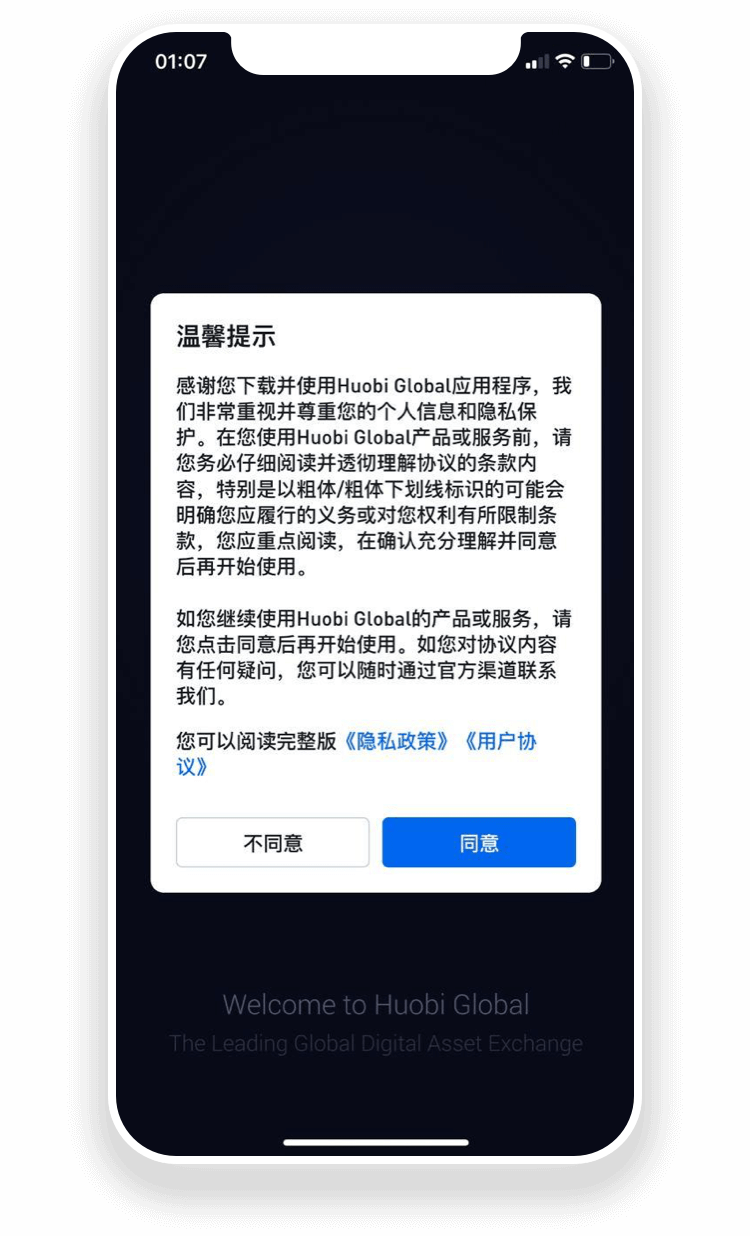 01:07
温馨提示
感谢您下载并使用Huobi Global应用程序，我
们非常重视并尊重您的个人信息和隐私保
护。在您使用Huobi Global产品或服务前，请
您务必仔细阅读并透彻理解协议的条款内
容，特别是以粗体/粗体下划线标识的可能会
明确您应履行的义务或对您权利有所限制条
款，您应重点阅读，在确认充分理解并同意
后再开始使用。
如您继续使用Huobi Global的产品或服务，请
您点击同意后再开始使用。如您对协议内容
有任何疑问，您可以随时通过官方渠道联系
我们。
您可以阅读完整版《隐私政策》《用户协
议》
不同意
同意
Welcome to Huobi Global
The Leading Global Digital Asset Exchange